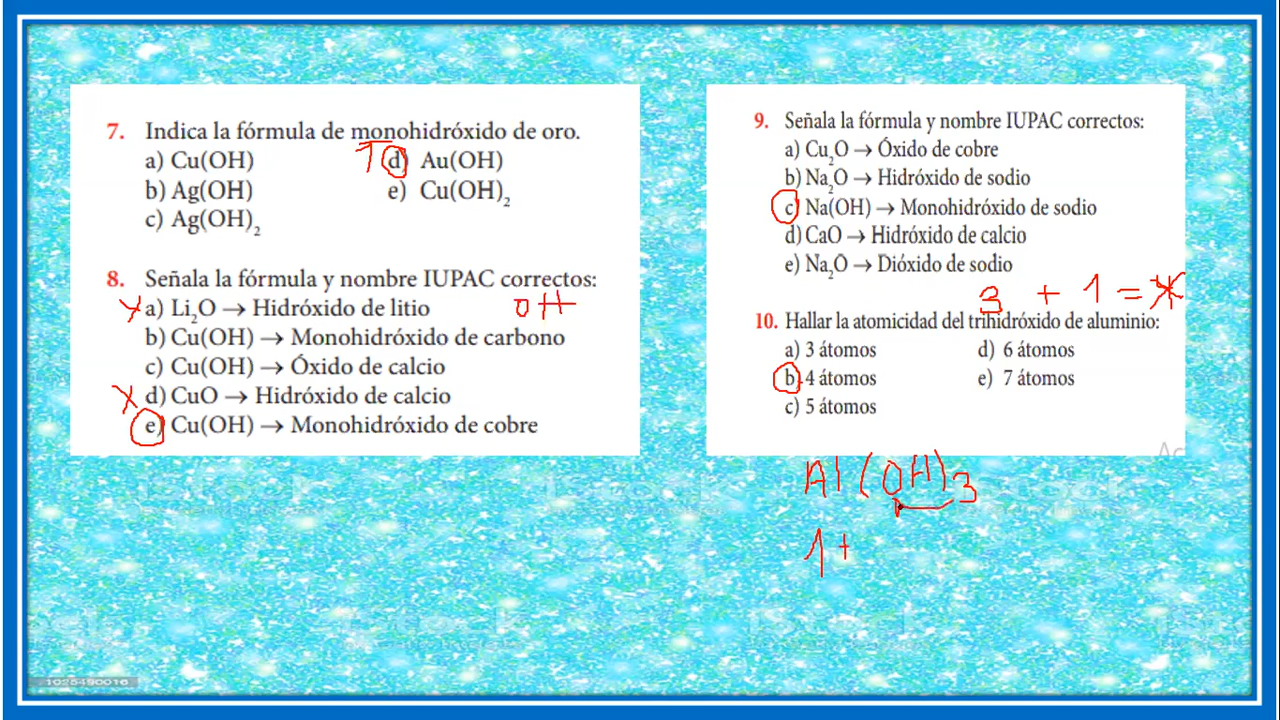 7. Indica la fórmula de monohidróxido de oro.
a) Cu(OH)
b) Ag(OH)
c) Ag(OH)2
1
d) Au(OH)
e) Cu(OH)2
8. Señala la fórmula y nombre IUPAC correctos:
x a) Li2O → Hidróxido de litio OH
b) Cu(OH) → Monohidróxido de carbono
c) Cu(OH) → Óxido de calcio
x d) CuO → Hidróxido de calcio
e) Cu(OH) → Monohidróxido de cobre
9. Señala la fórmula y nombre IUPAC correctos:
a) Cu2O → Óxido de cobre
b) Na2O → Hidróxido de sodio
c) Na(OH) → Monohidróxido de sodio
d) CaO → Hidróxido de calcio
e) Na2O → Dióxido de sodio
3 + 1 =
10. Hallar la atomicidad del trihidróxido de aluminio:
a) 3 átomos
b) 4 átomos
c) 5 átomos
d) 6 átomos
e) 7 átomos
Ac
Al(OH)3
1 +
iStock
1025490016